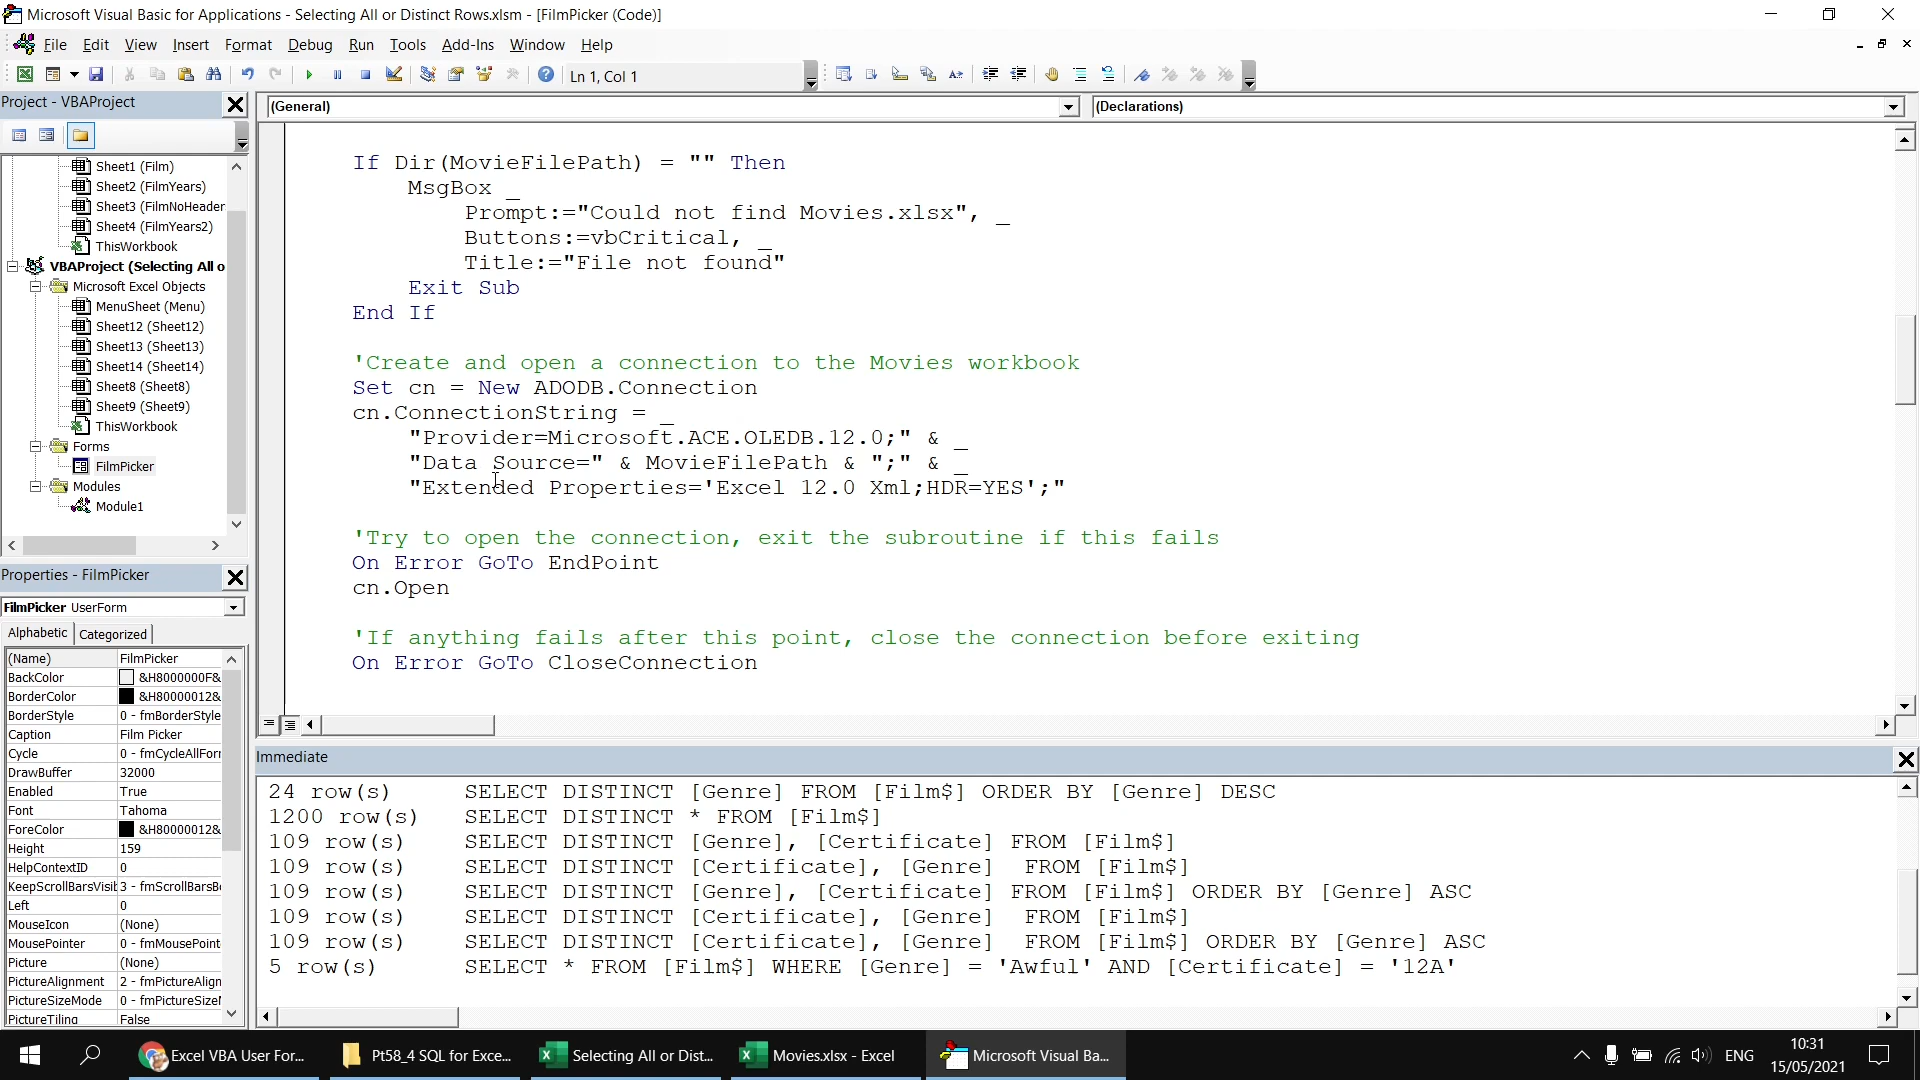 Microsoft Visual Basic for Applications - Selecting All or Distinct Rows.xlsm - [FilmPicker (Code)]
File Edit View Insert Format Debug Run Tools Add-Ins Window Help
Ln 1, Col 1
Project - VBAProject
(General)
(Declarations)
Sheet1 (Film)
Sheet2 (FilmYears)
Sheet3 (FilmNoHeader
Sheet4 (FilmYears2)
ThisWorkbook
VBAProject (Selecting All o
Microsoft Excel Objects
MenuSheet (Menu)
Sheet12 (Sheet12)
Sheet13 (Sheet13)
Sheet14 (Sheet14)
Sheet8 (Sheet8)
Sheet9 (Sheet9)
ThisWorkbook
Forms
FilmPicker
Modules
Module1
Properties - FilmPicker
FilmPicker UserForm
Alphabetic Categorized
(Name) FilmPicker
BackColor &H8000000F&
BorderColor &H80000012&
BorderStyle 0 - fmBorderStyle
Caption Film Picker
Cycle 0 - fmCycleAllForr
DrawBuffer 32000
Enabled True
Font Tahoma
ForeColor &H80000012&
Height 159
HelpContextID 0
KeepScrollBarsVisit 3 - fmScrollBarsBo
Left 0
MouseIcon (None)
MousePointer 0 - fmMousePoint
Picture (None)
PictureAlignment 2 - fmPictureAlign
PictureSizeMode 0 - fmPictureSizeM
PictureTiling False
If Dir(MovieFilePath) = "" Then
MsgBox _
Prompt:="Could not find Movies.xlsx", _
Buttons:=vbCritical, _
Title:="File not found"
Exit Sub
End If
'Create and open a connection to the Movies workbook
Set cn = New ADODB.Connection
cn.ConnectionString = _
"Provider=Microsoft.ACE.OLEDB.12.0;" & _
"Data Source=" & MovieFilePath & ";" & _
"Extended Properties='Excel 12.0 Xml;HDR=YES';"
'Try to open the connection, exit the subroutine if this fails
On Error GoTo EndPoint
cn.Open
'If anything fails after this point, close the connection before exiting
On Error GoTo CloseConnection
Immediate
24 row(s) SELECT DISTINCT [Genre] FROM [Film$] ORDER BY [Genre] DESC
1200 row(s) SELECT DISTINCT * FROM [Film$]
109 row(s) SELECT DISTINCT [Genre], [Certificate] FROM [Film$]
109 row(s) SELECT DISTINCT [Certificate], [Genre] FROM [Film$]
109 row(s) SELECT DISTINCT [Genre], [Certificate] FROM [Film$] ORDER BY [Genre] ASC
109 row(s) SELECT DISTINCT [Certificate], [Genre] FROM [Film$]
109 row(s) SELECT DISTINCT [Certificate], [Genre] FROM [Film$] ORDER BY [Genre] ASC
5 row(s) SELECT * FROM [Film$] WHERE [Genre] = 'Awful' AND [Certificate] = '12A'
Excel VBA User For...
Pt58_4 SQL for Exce...
Selecting All or Dist...
Movies.xlsx - Excel
Microsoft Visual Ba...
ENG
10:31
15/05/2021